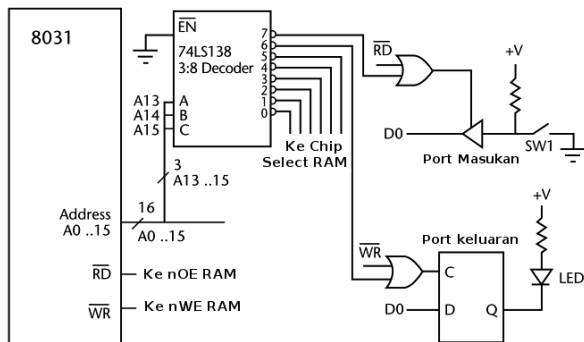 8031
EN
74LS138
3:8 Decoder
A13 A
A14 B
A15 C
7
6
5
4
3
2
1
0
3
A13 ..15
Ke Chip
Select RAM
Address
A0 ..15
16
A0 ..15
RD
Ke nOE RAM
WR
Ke nWE RAM
RD
+V
D0
Port Masukan
SW1
Port keluaran
WR
C
D0 D Q
+V
LED